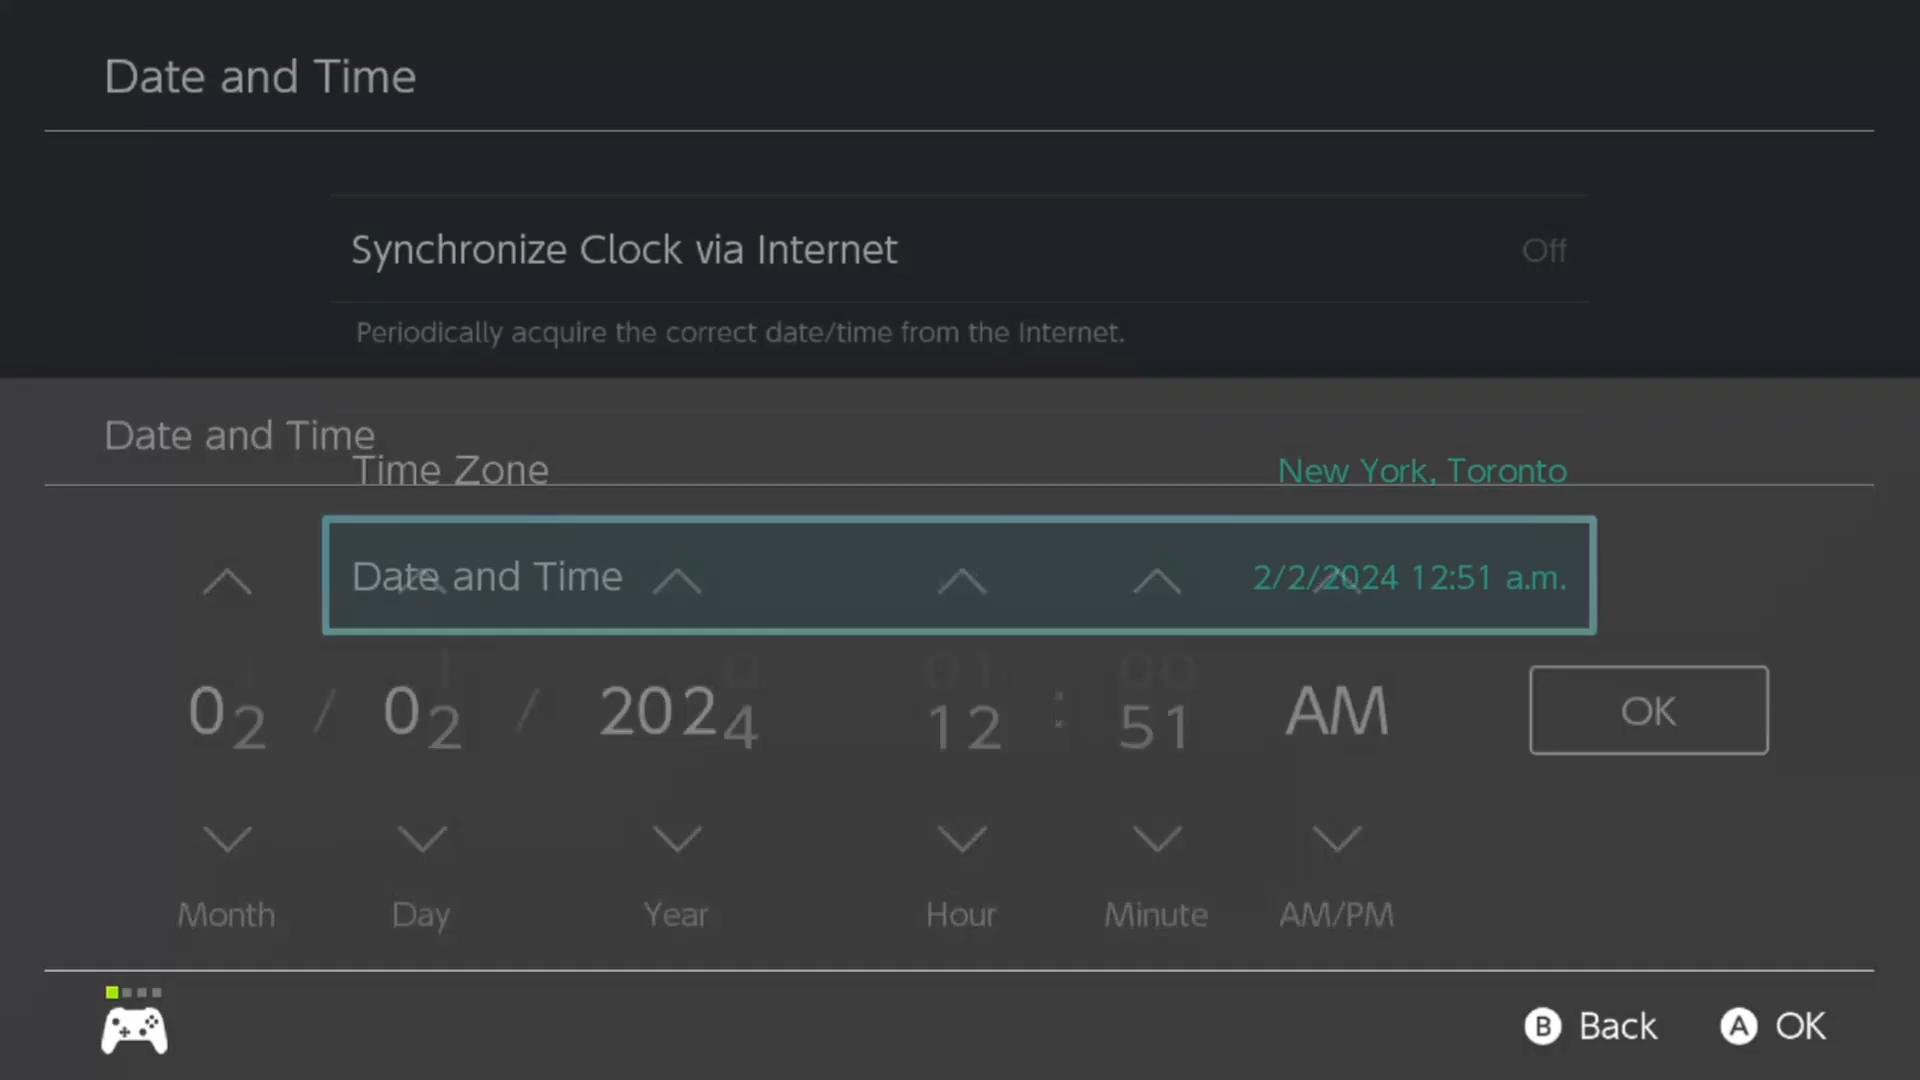 Date and Time
Synchronize Clock via Internet Off
Periodically acquire the correct date/time from the Internet.
Date and Time
Time Zone New York, Toronto
Date and Time 2/2/2024 12:51 a.m.
02 / 02 / 2024 12 : 51 AM OK
Month Day Year Hour Minute AM/PM
B Back A OK